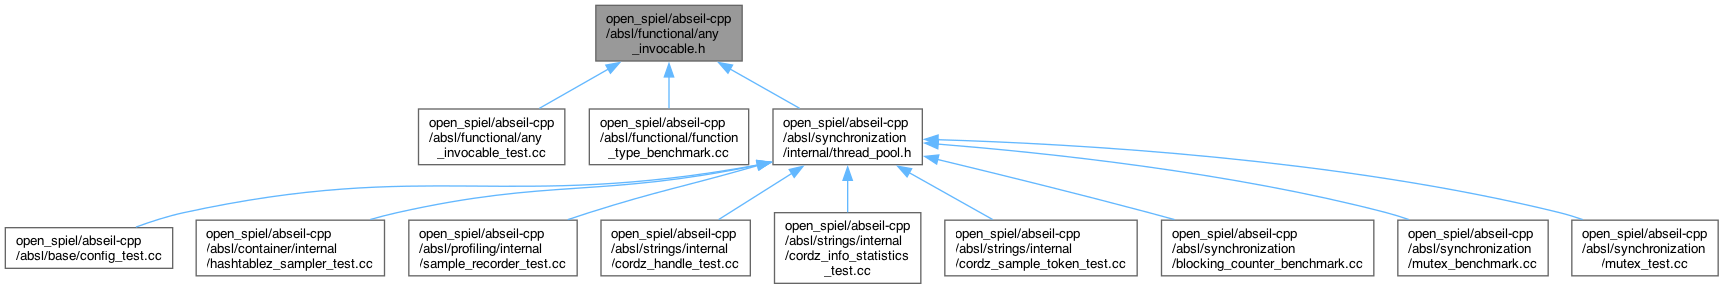 open_spiel/abseil-cpp
/absl/functional/any
_invocable.h
open_spiel/abseil-cpp
/absl/functional/any
_invocable_test.cc
open_spiel/abseil-cpp
/absl/functional/function
_type_benchmark.cc
open_spiel/abseil-cpp
/absl/synchronization
/internal/thread_pool.h
open_spiel/abseil-cpp
/absl/base/config_test.cc
open_spiel/abseil-cpp
/absl/container/internal
/hashtablez_sampler_test.cc
open_spiel/abseil-cpp
/absl/profiling/internal
/sample_recorder_test.cc
open_spiel/abseil-cpp
/absl/strings/internal
/cordz_handle_test.cc
open_spiel/abseil-cpp
/absl/strings/internal
/cordz_info_statistics
_test.cc
open_spiel/abseil-cpp
/absl/strings/internal
/cordz_sample_token_test.cc
open_spiel/abseil-cpp
/absl/synchronization
/blocking_counter_benchmark.cc
open_spiel/abseil-cpp
/absl/synchronization
/mutex_benchmark.cc
open_spiel/abseil-cpp
/absl/synchronization
/mutex_test.cc